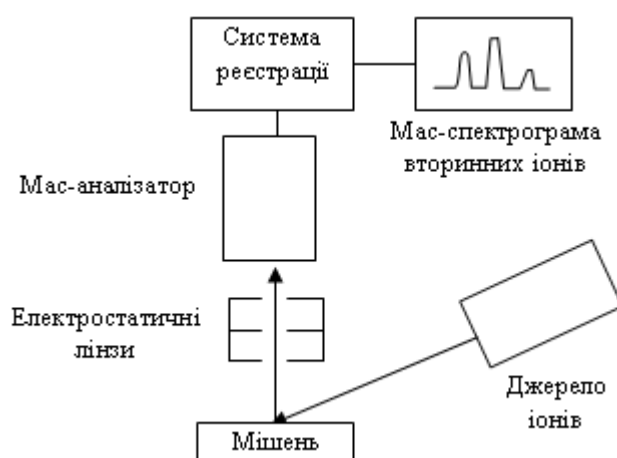 Система
реєстрації
Мас-спектрограма
вторинних іонів
Мас-аналізатор
Електростатичні
лінзи
Джерело
іонів
Мішень